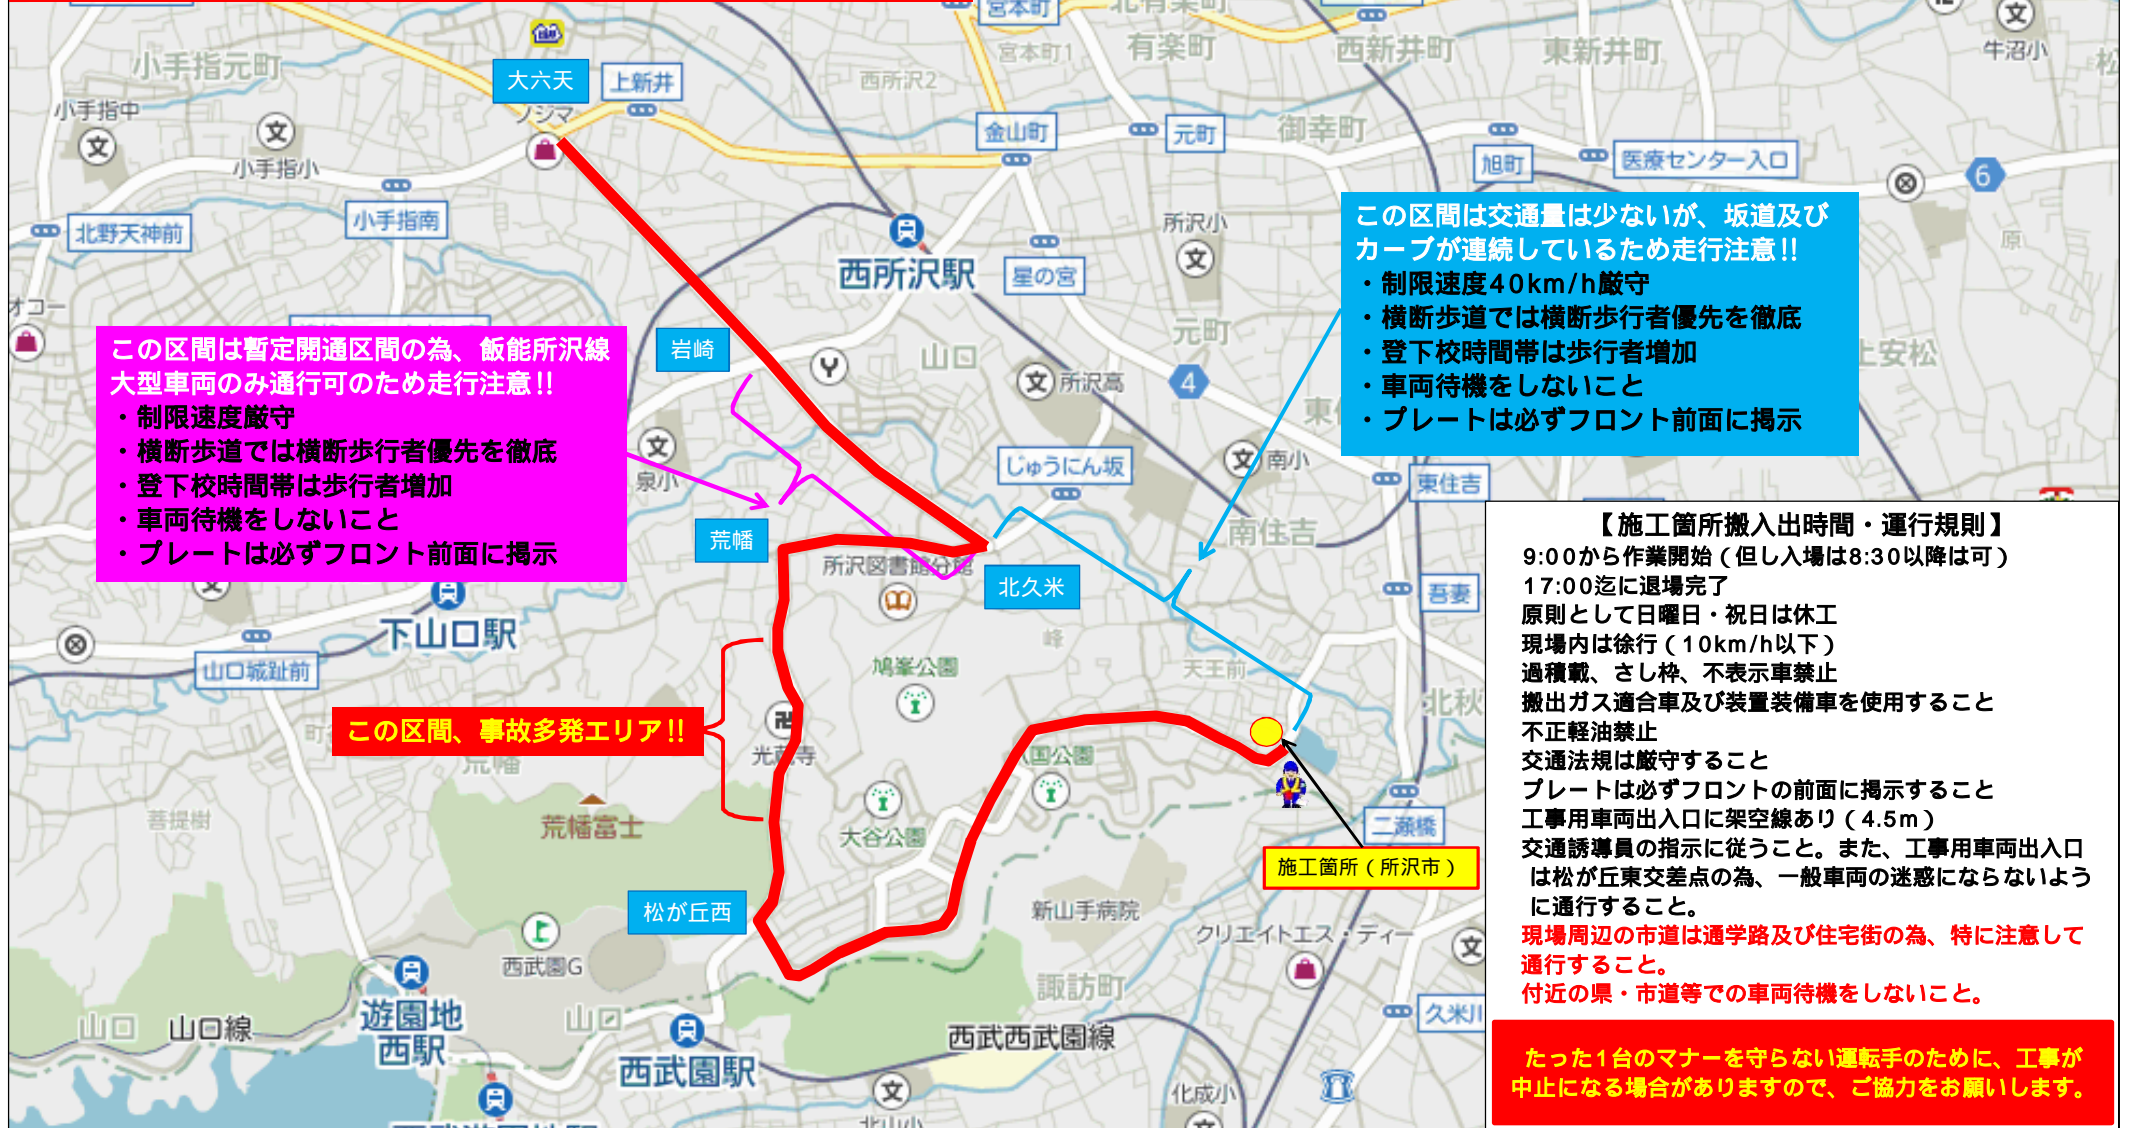 宮本町
宮本町1
有楽町
西新井町
東新井町
牛沼小
小手指元町
大六天
上新井
西所沢2
ノジマ
小手指中
小手指小
金山町
元町
御幸町
旭町
医療センター入口
6
小手指南
北野天神前
所沢小
西所沢駅
星の宮
原
この区間は交通量は少ないが、坂道及び
カーブが連続しているため走行注意!!
・制限速度40km/h厳守
・横断歩道では横断歩行者優先を徹底
・登下校時間帯は歩行者増加
・車両待機をしないこと
・プレートは必ずフロント前面に掲示
オコー
元町
上安松
岩崎
山口
所沢高
4
この区間は暫定開通区間の為、飯能所沢線
大型車両のみ通行可のため走行注意!!
・制限速度厳守
・横断歩道では横断歩行者優先を徹底
・登下校時間帯は歩行者増加
・車両待機をしないこと
・プレートは必ずフロント前面に掲示
泉小
じゅうにん坂
南小
東住吉
荒幡
南住吉
所沢図書館分館
北久米
吾妻
下山口駅
山口城趾前
峰
鳩峯公園
天王前
北秋
この区間、事故多発エリア!!
荒幡
光蔵寺
国公園
菩提樹
荒幡富士
大谷公園
二瀬橋
施工箇所(所沢市)
松が丘西
新山手病院
クリエイトエス・ディー
西武園G
諏訪町
山口
山口線
遊園地
西駅
山口
西武園駅
西武西武園線
久米川
化成小
北山小
【施工箇所搬入出時間・運行規則】
9:00から作業開始(但し入場は8:30以降は可)
17:00迄に退場完了
原則として日曜日・祝日は休工
現場内は徐行(10km/h以下)
過積載、さし枠、不表示車禁止
搬出ガス適合車及び装置装備車を使用すること
不正軽油禁止
交通法規は厳守すること
プレートは必ずフロントの前面に掲示すること
工事用車両出入口に架空線あり(4.5m)
交通誘導員の指示に従うこと。また、工事用車両出入口
は松が丘東交差点の為、一般車両の迷惑にならないよう
に通行すること。
現場周辺の市道は通学路及び住宅街の為、特に注意して
通行すること。
付近の県・市道等での車両待機をしないこと。
たった1台のマナーを守らない運転手のために、工事が
中止になる場合がありますので、ご協力をお願いします。